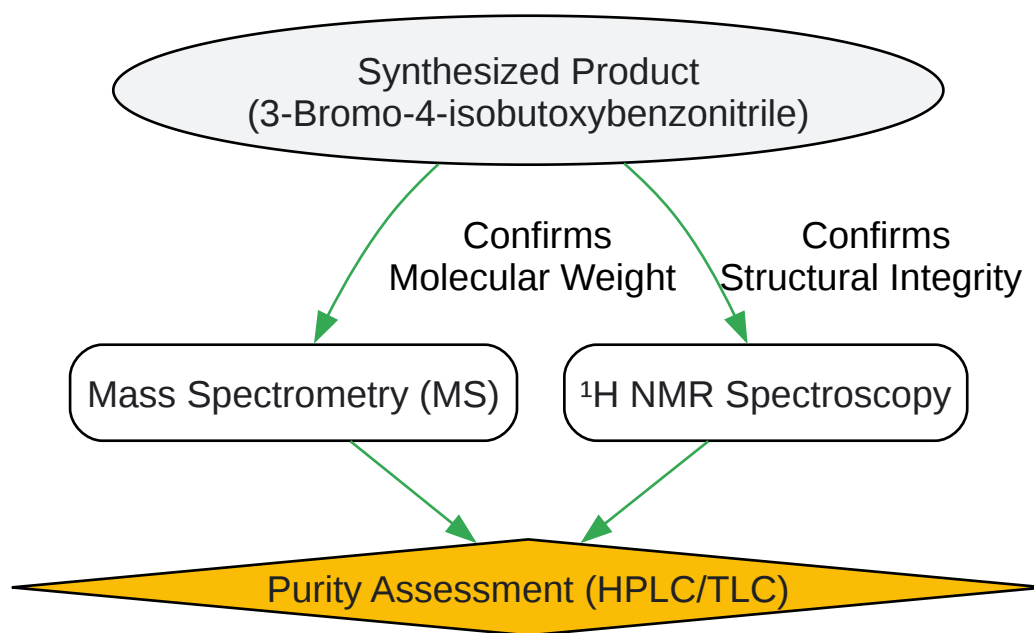 Synthesized Product
(3-Bromo-4-isobutoxybenzonitrile)
Confirms
Molecular Weight
Confirms
Structural Integrity
Mass Spectrometry (MS)
¹H NMR Spectroscopy
Purity Assessment (HPLC/TLC)